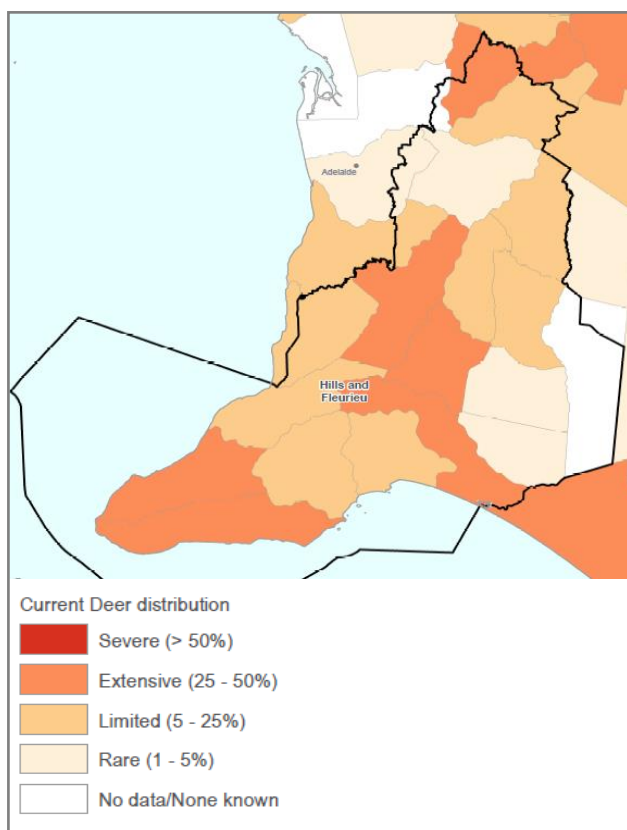 Adelaide
Hills and
Fleurieu
Current Deer distribution
Severe (> 50%)
Extensive (25 - 50%)
Limited (5 - 25%)
Rare (1 - 5%)
No data/None known